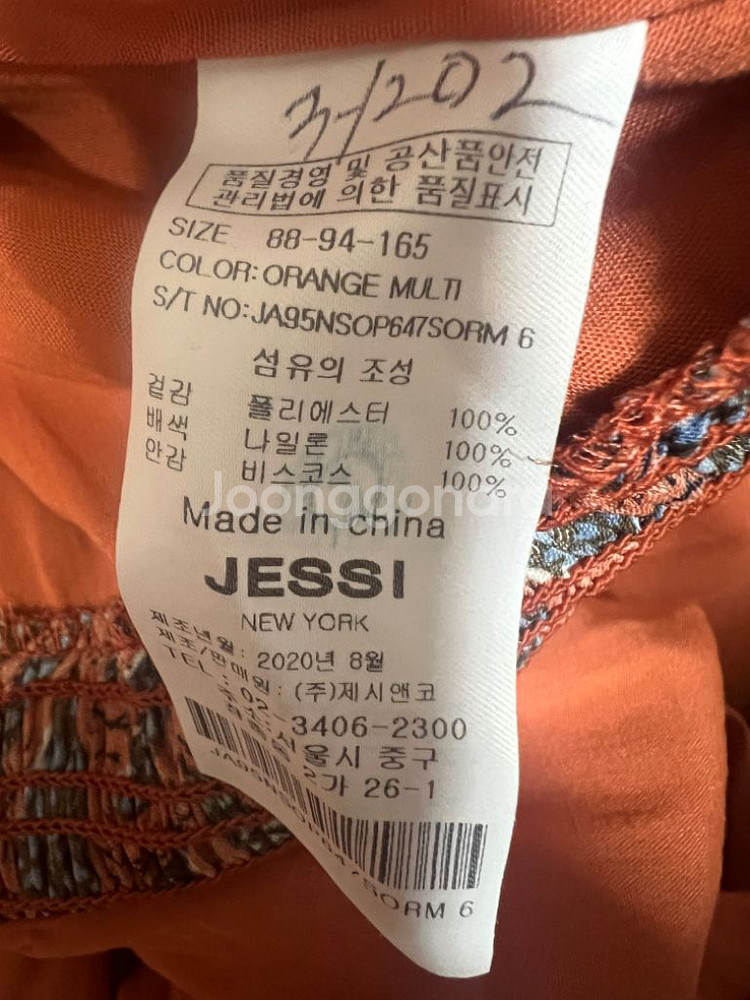 202
품질경영 및 공산품안전
관리법에 의한 품질표시
SIZE 88-94-165
COLOR: ORANGE MULTI
S/T NO: JA95NSOP647SORM 6
섬유의 조성
겉감 폴리에스터 100%
배색 나일론 100%
안감 비스코스 100%
Joonggonara
Made in china
JESSI
NEW YORK
제조년월: 2020년 8월
제조/판매원: (주)제시앤코
TEL: 02-3406-2300
서울시 중구
2가 26-1
JA95NSOP647SORM 6